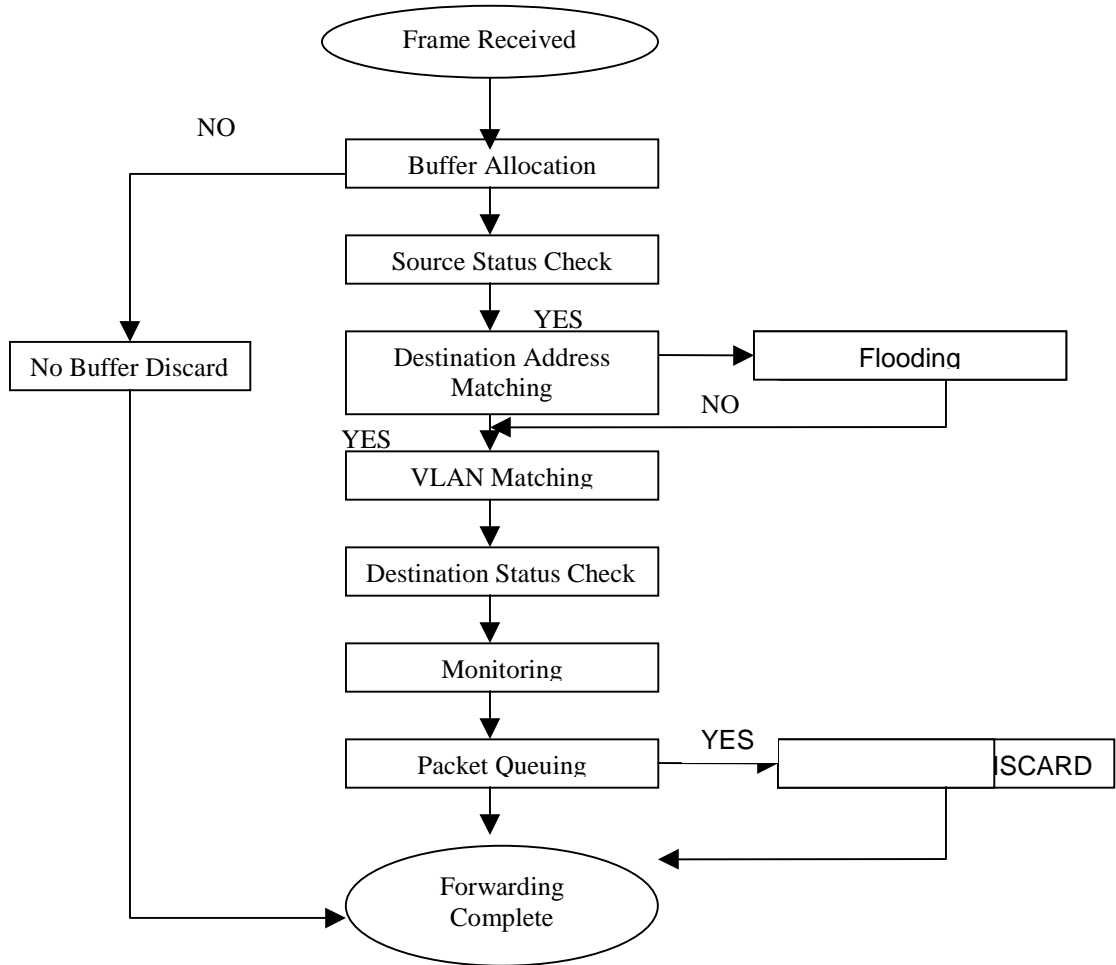 Frame Received
NO
Buffer Allocation
Source Status Check
YES
No Buffer Discard
Destination Address
Matching
Flooding
NO
YES
VLAN Matching
Destination Status Check
Monitoring
Packet Queuing
YES
Forwarding
Complete